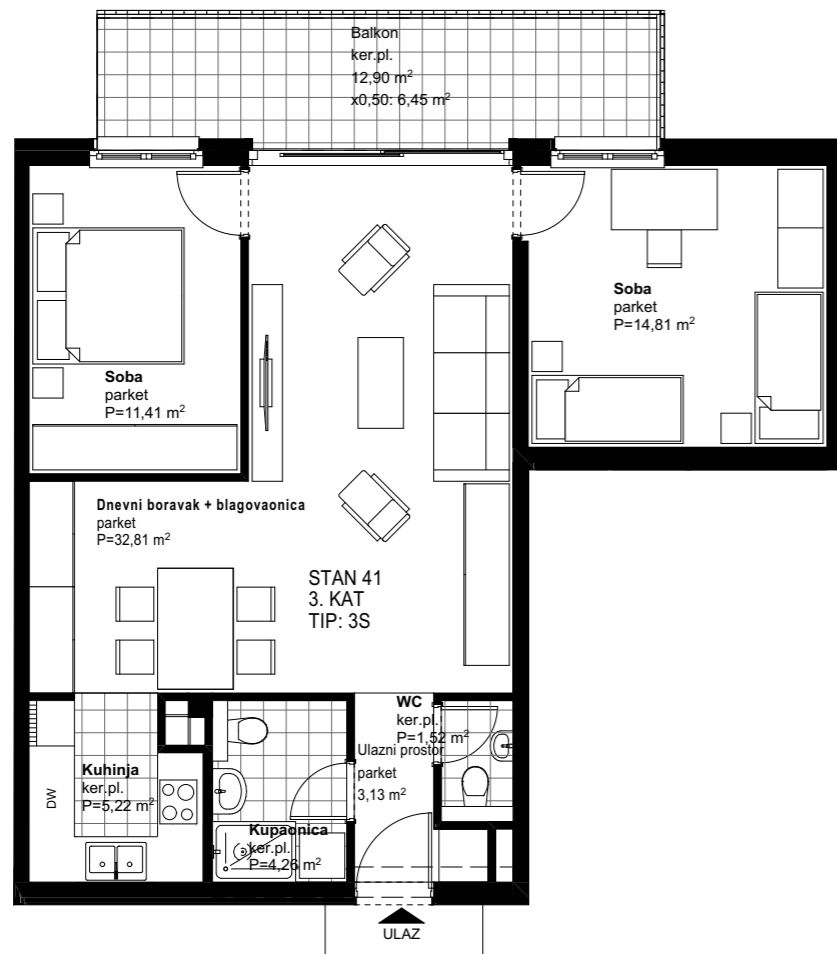 Balkon
ker.pl.
12,90 m²
x0,50: 6,45 m²
Soba
parket
P=14,81 m²
Soba
parket
P=11,41 m²
Dnevni boravak + blagovaonica
parket
P=32,81 m²
STAN 41
3. KAT
TIP: 3S
WC
ker.pl.
P=1,52 m²
Ulazni prostor
parket
3,13 m²
Kuhinja
ker.pl.
P=5,22 m²
DW
Kupaonica
ker.pl.
P=4,26 m²
ULAZ